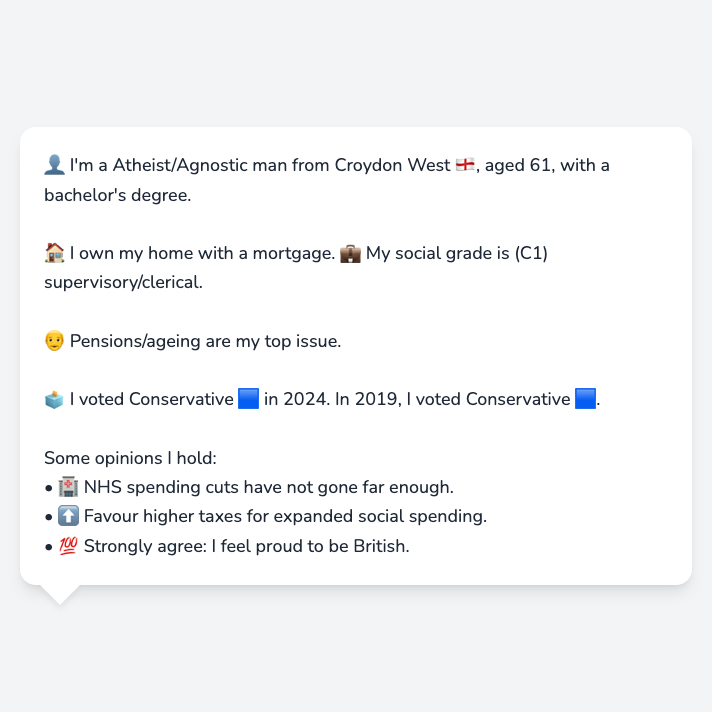 👤 I'm a Atheist/Agnostic man from Croydon West 🏴󠁧󠁢󠁥󠁮󠁧󠁿, aged 61, with a
bachelor's degree.
🏠 I own my home with a mortgage. 💼 My social grade is (C1)
supervisory/clerical.
👴 Pensions/ageing are my top issue.
🗳️ I voted Conservative 🟦 in 2024. In 2019, I voted Conservative 🟦.
Some opinions I hold:
• 🏥 NHS spending cuts have not gone far enough.
• ⬆️ Favour higher taxes for expanded social spending.
• 💯 Strongly agree: I feel proud to be British.